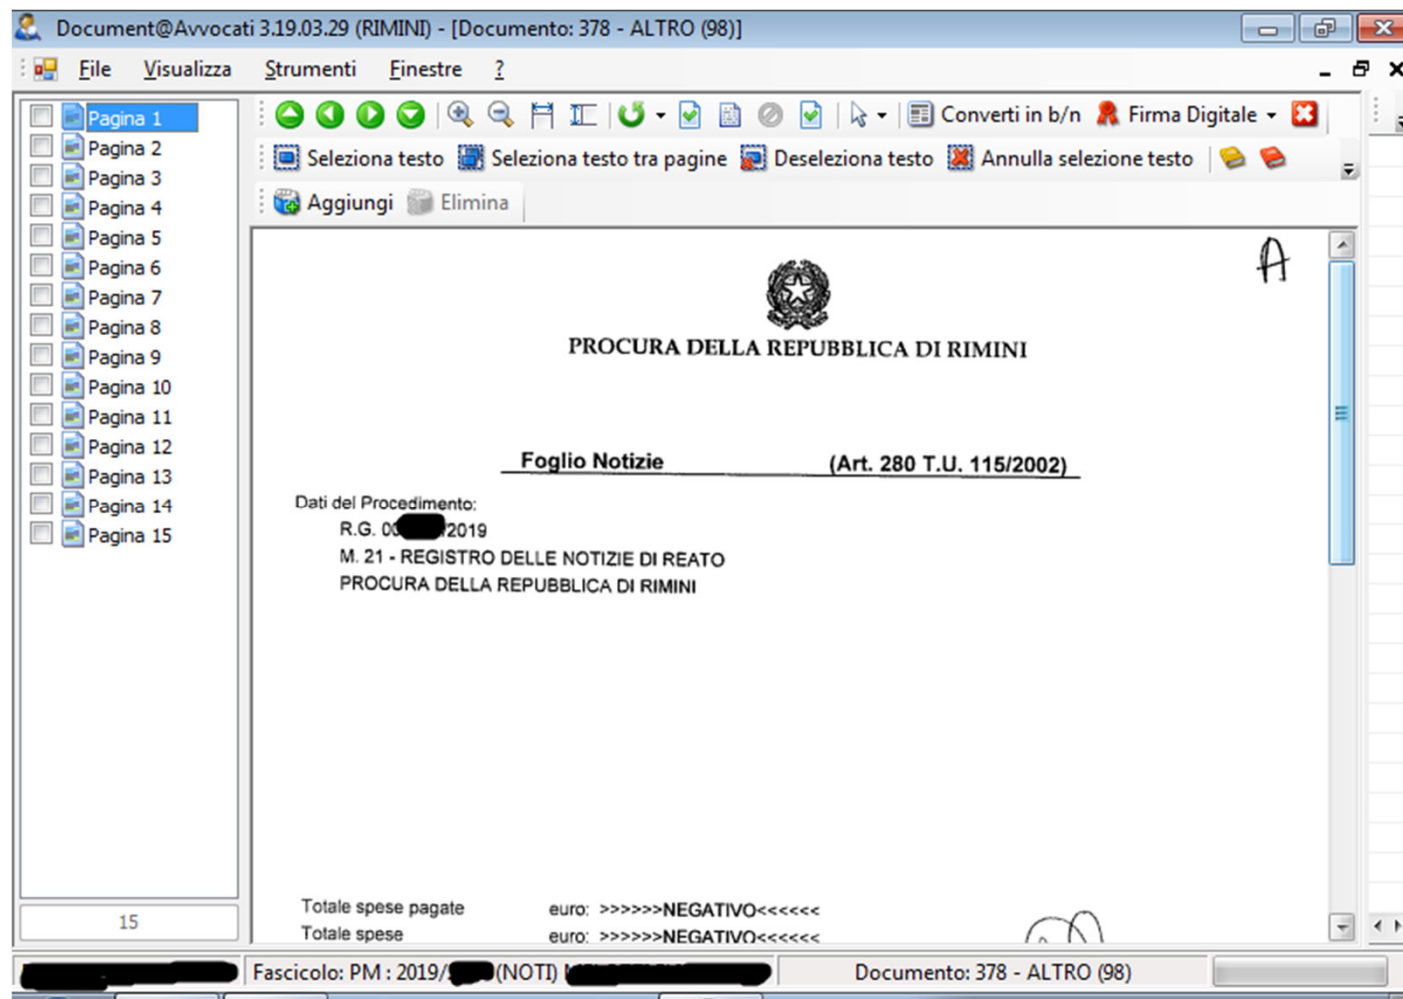 Document@Avvocati 3.19.03.29 (RIMINI) - [Documento: 378 - ALTRO (98)]
File Visualizza Strumenti Finestre ?
Pagina 1
Pagina 2
Pagina 3
Pagina 4
Pagina 5
Pagina 6
Pagina 7
Pagina 8
Pagina 9
Pagina 10
Pagina 11
Pagina 12
Pagina 13
Pagina 14
Pagina 15
15
Converti in b/n Firma Digitale
Seleziona testo Seleziona testo tra pagine Deseleziona testo Annulla selezione testo
Aggiungi Elimina
A
PROCURA DELLA REPUBBLICA DI RIMINI
Foglio Notizie (Art. 280 T.U. 115/2002)
Dati del Procedimento:
R.G. 00 /2019
M. 21 - REGISTRO DELLE NOTIZIE DI REATO
PROCURA DELLA REPUBBLICA DI RIMINI
Totale spese pagate euro: >>>>>>NEGATIVO<<<<<<
Totale spese euro: >>>>>>NEGATIVO<<<<<<
Fascicolo: PM : 2019/ (NOTI) Documento: 378 - ALTRO (98)